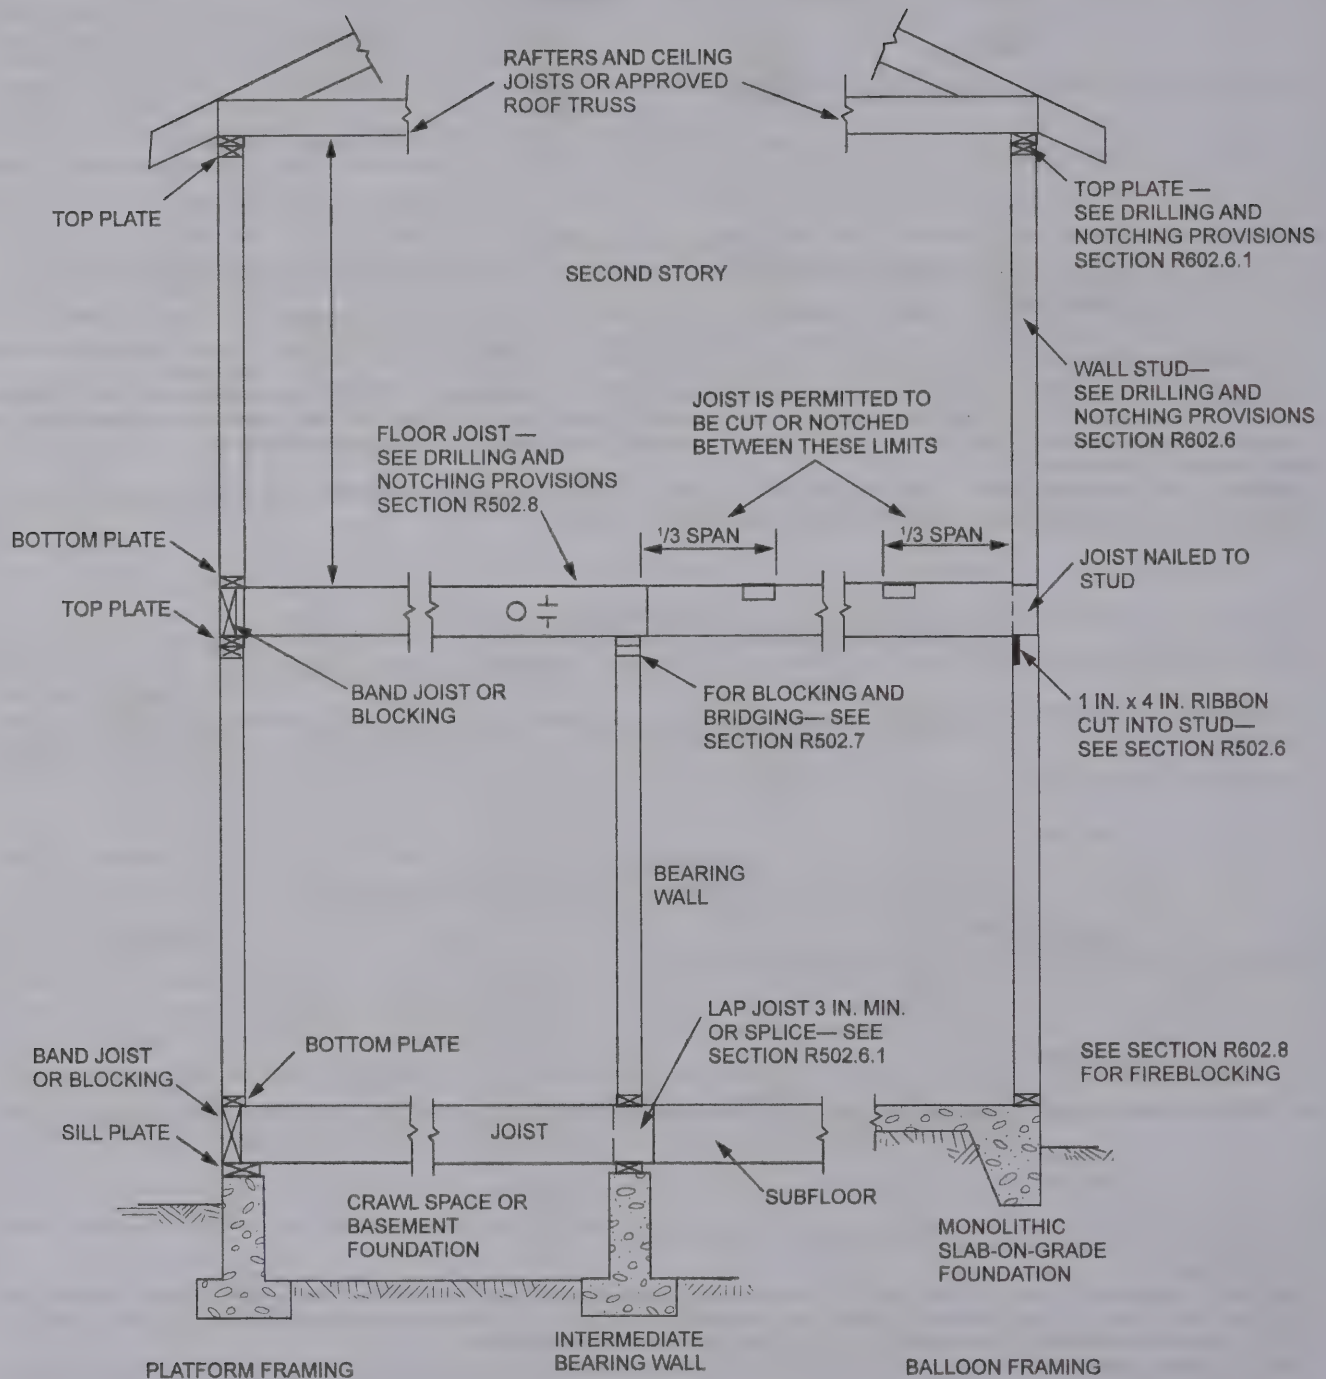 RAFTERS AND CEILING
JOISTS OR APPROVED
ROOF TRUSS
TOP PLATE
TOP PLATE —
SEE DRILLING AND
NOTCHING PROVISIONS
SECTION R602.6.1
SECOND STORY
WALL STUD—
SEE DRILLING AND
NOTCHING PROVISIONS
SECTION R602.6
JOIST IS PERMITTED TO
BE CUT OR NOTCHED
BETWEEN THESE LIMITS
FLOOR JOIST —
SEE DRILLING AND
NOTCHING PROVISIONS
SECTION R502.8
1/3 SPAN
1/3 SPAN
BOTTOM PLATE
JOIST NAILED TO
STUD
TOP PLATE
BAND JOIST OR
BLOCKING
FOR BLOCKING AND
BRIDGING— SEE
SECTION R502.7
1 IN. x 4 IN. RIBBON
CUT INTO STUD—
SEE SECTION R502.6
BEARING
WALL
LAP JOIST 3 IN. MIN.
OR SPLICE— SEE
SECTION R502.6.1
BOTTOM PLATE
BAND JOIST
OR BLOCKING
SEE SECTION R602.8
FOR FIREBLOCKING
SILL PLATE
JOIST
SUBFLOOR
CRAWL SPACE OR
BASEMENT
FOUNDATION
MONOLITHIC
SLAB-ON-GRADE
FOUNDATION
PLATFORM FRAMING
INTERMEDIATE
BEARING WALL
BALLOON FRAMING